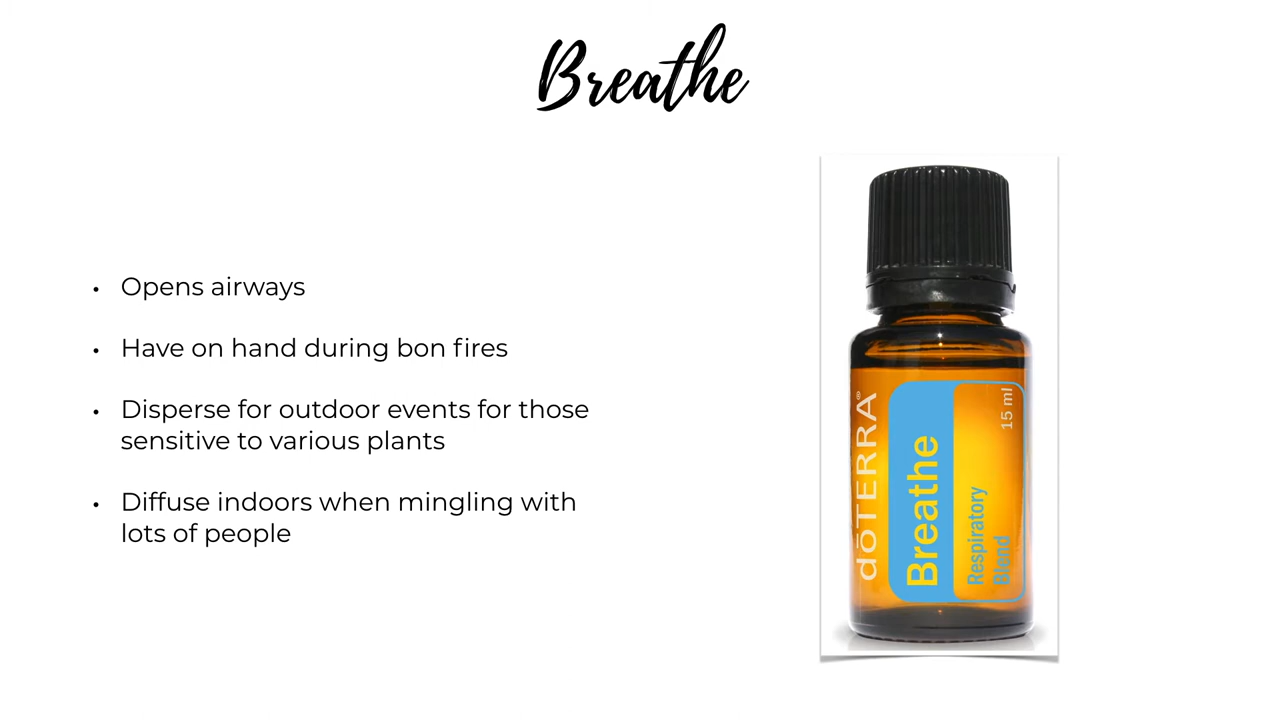 Breathe
• Opens airways
• Have on hand during bon fires
• Disperse for outdoor events for those
sensitive to various plants
• Diffuse indoors when mingling with
lots of people
dōTERRA®
Breathe
Respiratory
Blend
15 ml